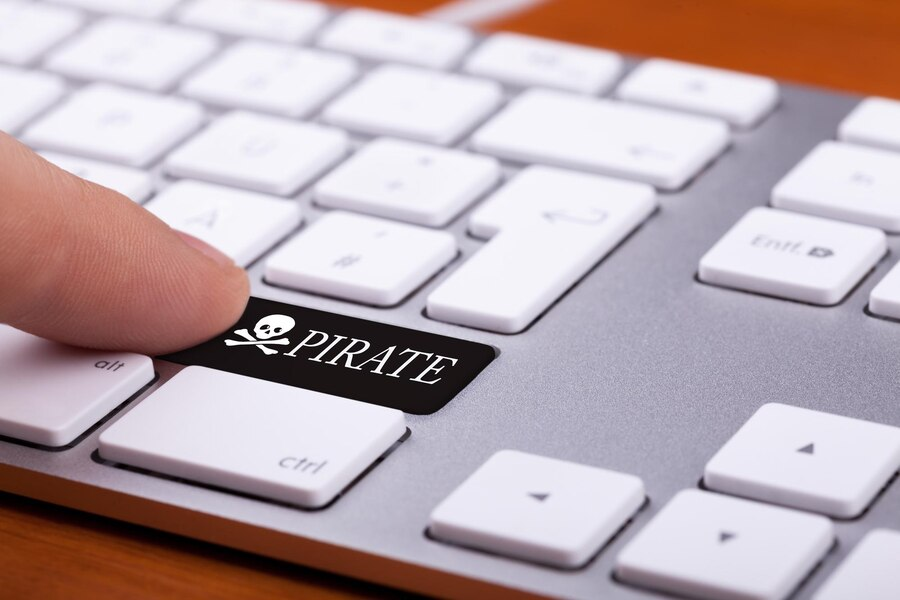 A
#
Entf.
PIRATE
alt
ctrl